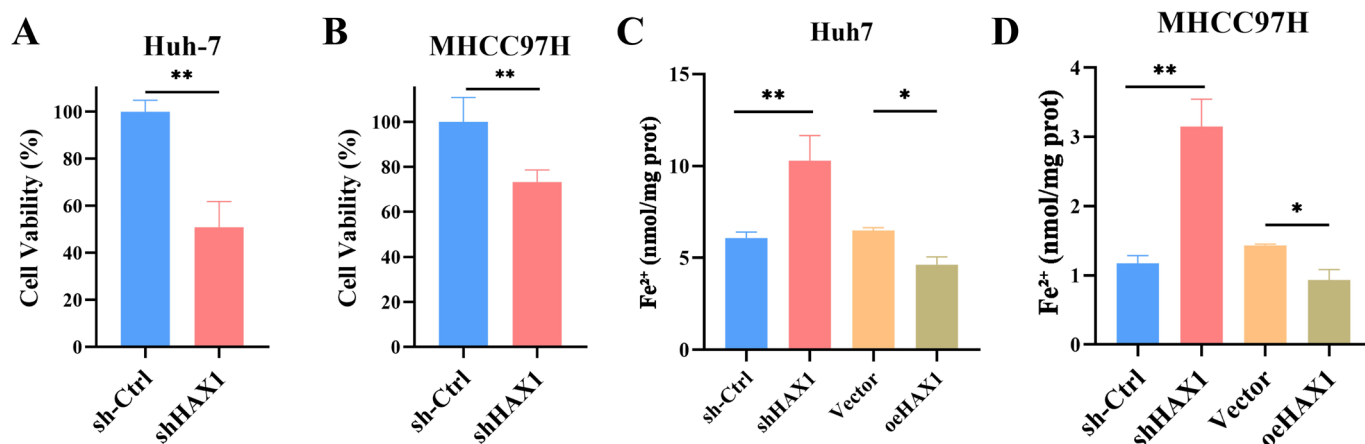 A
Huh-7
**
Cell Vability (%)
100
80
60
40
20
0
sh-Ctrl
shHAX1
B
MHCC97H
**
Cell Vability (%)
100
80
60
40
20
0
sh-Ctrl
shHAX1
C
Huh7
**
*
Fe²⁺ (nmol/mg prot)
15
10
5
0
sh-Ctrl
shHAX1
Vector
oeHAX1
D
MHCC97H
**
*
Fe²⁺ (nmol/mg prot)
4
3
2
1
0
sh-Ctrl
shHAX1
Vector
oeHAX1